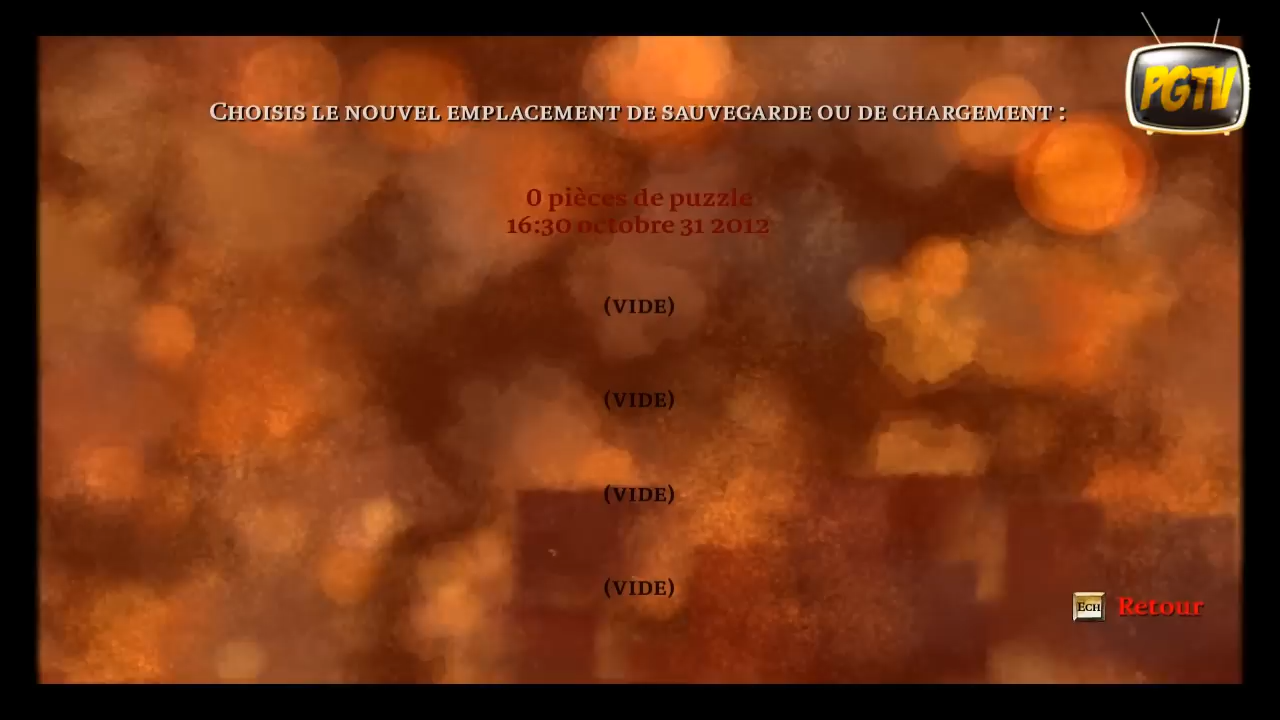 PGTV
Choisis le nouvel emplacement de sauvegarde ou de chargement :
0 pièces de puzzle
16:30 octobre 31 2012
(VIDE)
(VIDE)
(VIDE)
(VIDE)
Ech Retour